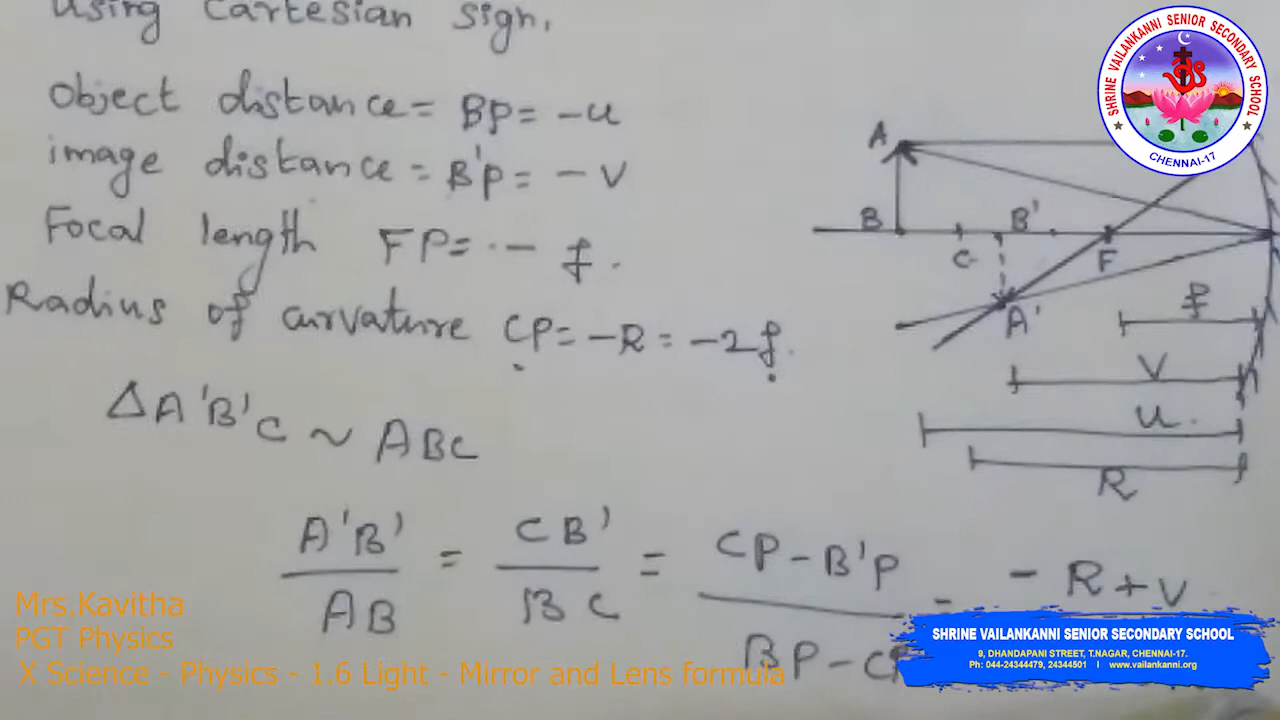 Using Cartesian sign.
Object distance = BP = -u
image distance = B'P = -v
Focal length FP = - f.
Radius of curvature CP = -R = -2f.
ΔA'B'C ~ ABC
A'B' / AB = CB' / BC = CP - B'P / BP - CP = - R + v
A
B
B'
C
F
A'
f
V
u.
R
SHRINE VAILANKANNI SENIOR SECONDARY SCHOOL
CHENNAI-17
Mrs.Kavitha
PGT Physics
X Science - Physics - 1.6 Light - Mirror and Lens formula
SHRINE VAILANKANNI SENIOR SECONDARY SCHOOL
9, DHANDAPANI STREET, T.NAGAR, CHENNAI-17.
Ph: 044-24344479, 24344501 | www.vailankanni.org